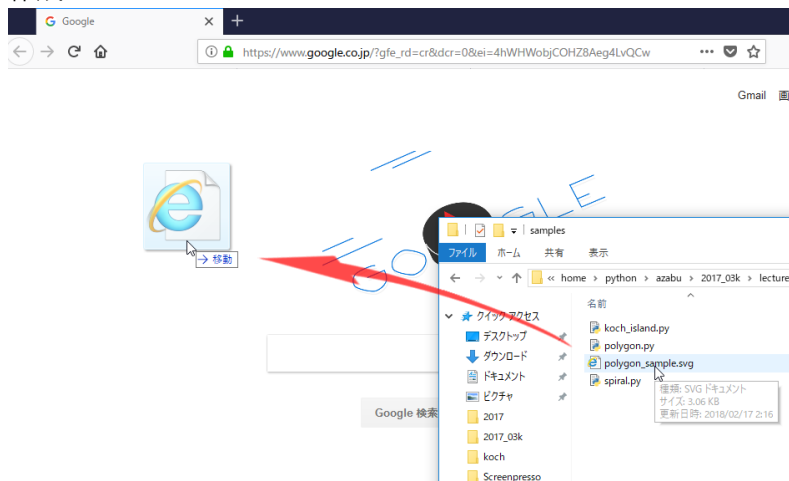 Google
https://www.google.co.jp/?gfe_rd=cr&dcr=0&ei=4hWHWobjCOHZ8Aeg4LvQCw
Gmail 画
GOOGLE
→ 移動
samples
ファイル ホーム 共有 表示
« home › python › azabu › 2017_03k › lecture
名前
クイック アクセス
デスクトップ
ダウンロード
ドキュメント
ピクチャ
2017
2017_03k
koch
Screenpresso
koch_island.py
polygon.py
polygon_sample.svg
spiral.py
種類: SVG ドキュメント
サイズ: 3.06 KB
更新日時: 2018/02/17 2:16
Google 検索